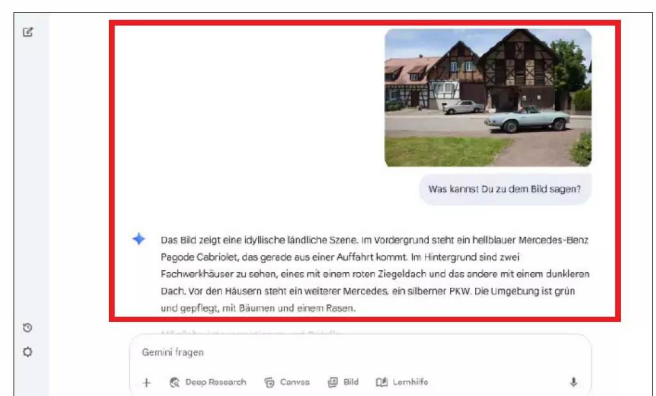 Was kannst Du zu dem Bild sagen?
Das Bild zeigt eine idyllische ländliche Szene. Im Vordergrund steht ein hellblauer Mercedes-Benz
Pagode Cabriolet, das gerade aus einer Auffahrt kommt. Im Hintergrund sind zwei
Fachwerkhäuser zu sehen, eines mit einem roten Ziegeldach und das andere mit einem dunkleren
Dach. Vor den Häusern steht ein weiterer Mercedes, ein silberner PKW. Die Umgebung ist grün
und gepflegt, mit Bäumen und einem Rasen.
Gemini fragen
+ Deep Research Canvas Bild Lernhilfe